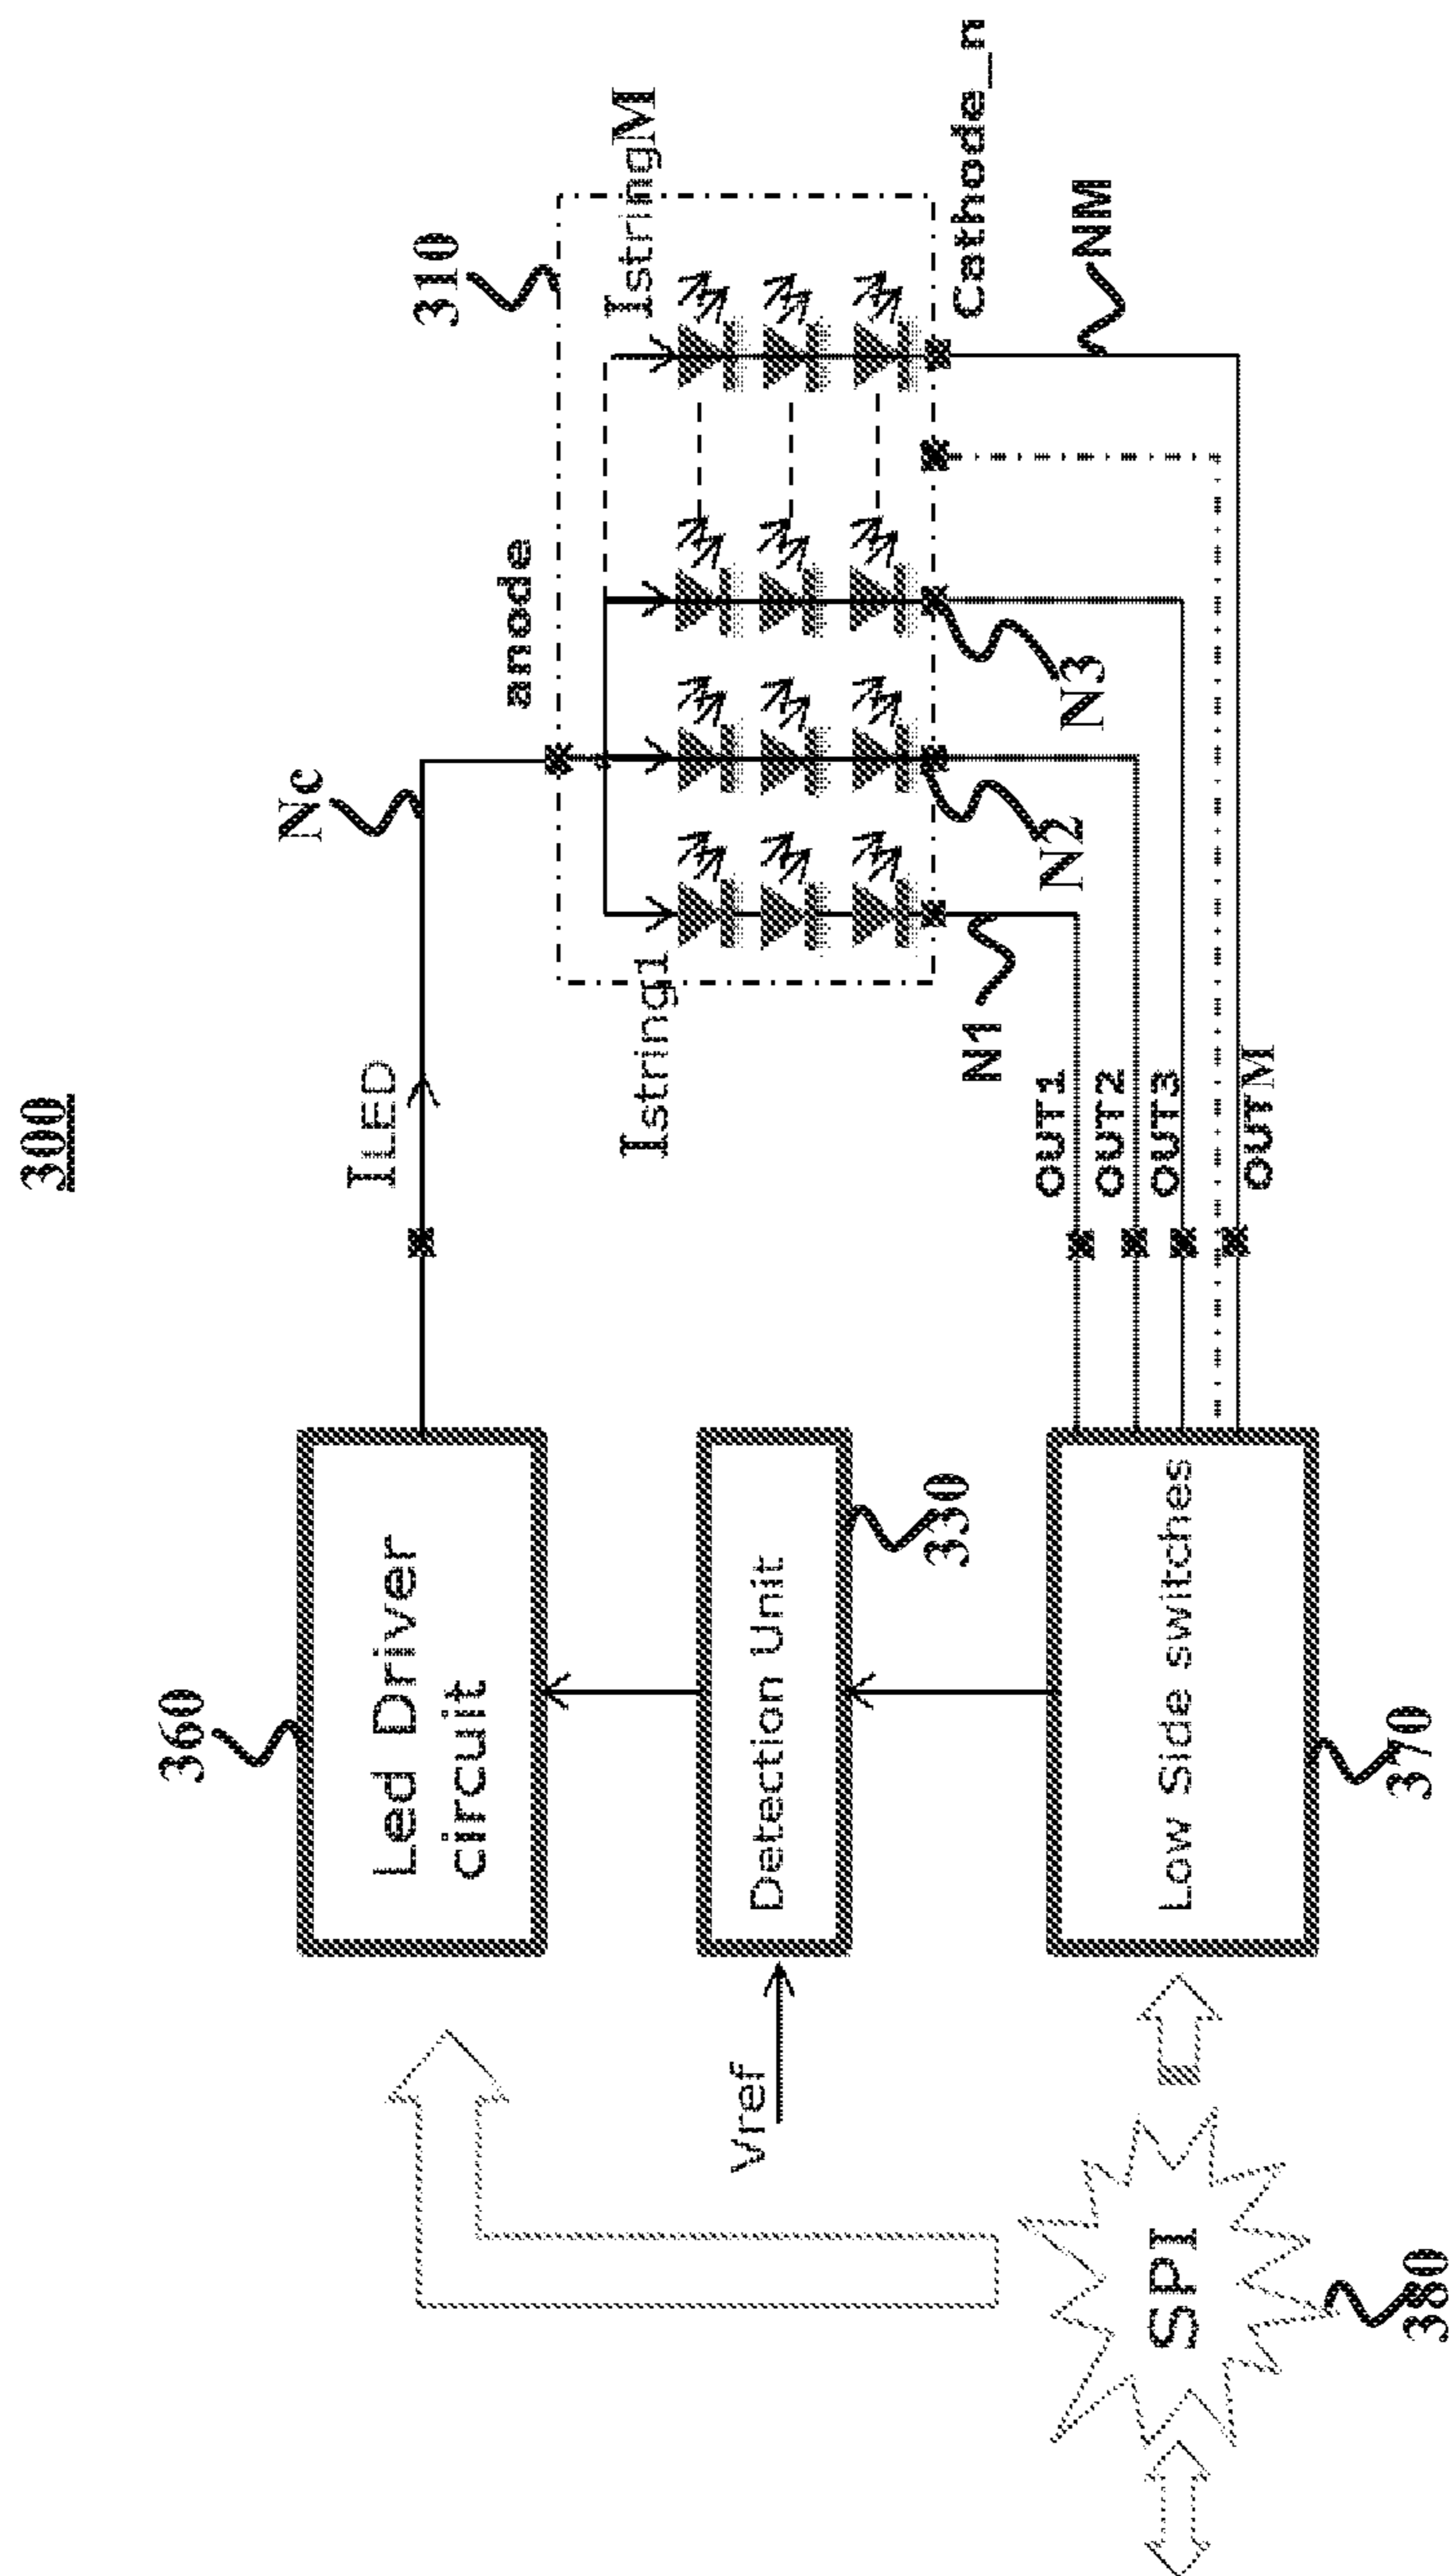 300
360
Led Driver
circuit
ILED
Nc
anode
310
Istring1
IstringM
Vref
Detection Unit
330
N1
N2
N3
Cathode_n
NM
OUT1
OUT2
OUT3
OUTM
SPI
380
Low Side switches
370